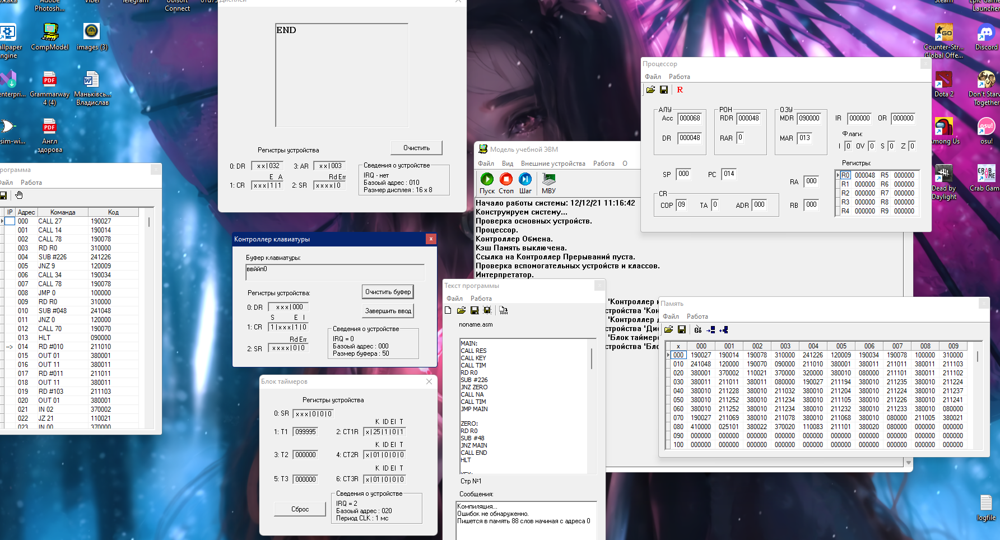 Photosh...
Viber
Telegram
Ubisoft
Connect
Steam
Epic Games
Launcher
CompModel
images (3)
Grammarway
4 (4)
Маньківсь...
Владислав
Англ
здорова
Counter-Str...
Global Offe...
Discord
Dota 2
Don't Starv
Together
Among Us
osu!
Dead by
Daylight
Crab Gam
logfile
Дисплей
END
Очистить
Регистры устройства
0: DR xx|032
3: AR xx|003
E A
Rd Err
1: CR xxx|1|1
2: SR xxxx|0
Сведения о устройстве
IRQ - нет
Базоый адрес : 010
Размер дисплея : 16 x 8
Процессор
Файл Работа
R
АЛУ
Acc 000068
DR 000048
РОН
RDR 000048
RAR 0
ОЗУ
MDR 090000
MAR 013
IR 000000 OR 000000
Флаги:
I 0 OV 0 S 0 Z 0
SP 000 PC 014
CR
COP 09 TA 0 ADR 000
RA 000
RB 000
Регистры:
R0 000048 R5 000000
R1 000000 R6 000000
R2 000000 R7 000000
R3 000000 R8 000000
R4 000000 R9 000000
Файл Работа
IP Адрес Команда Код
000 CALL 27 190027
001 CALL 14 190014
002 CALL 78 190078
003 RD R0 310000
004 SUB #226 241226
005 JNZ 9 120009
006 CALL 34 190034
007 CALL 78 190078
008 JMP 0 100000
009 RD R0 310000
010 SUB #048 241048
011 JNZ 0 120000
012 CALL 70 190070
013 HLT 090000
--> 014 RD #010 211010
015 OUT 01 380001
016 OUT 11 380011
017 RD #011 211011
018 OUT 11 380011
019 RD #103 211103
020 OUT 01 380001
021 IN 02 370002
022 JZ 21 110021
023 IN 00 370000
Модель учебной ЭВМ
Файл Вид Внешние устройства Работа О
Пуск Стоп Шаг МВУ
Начало работы системы: 12/12/21 11:16:42
Конструируем систему...
Проверка основных устройств.
Процессор.
Контроллер Обмена.
Кэш Память выключена.
Ссылка на Контроллер Прерываний пуста.
Проверка вспомогательных устройств и классов.
Интерпретатор.
'Контроллер
стройства 'Кон
'Контроллер
стройства 'Ди
'Блок таймер
стройства 'Бло
Контроллер клавиатуры
Буфер клавиатуры:
ввййп0
Регистры устройства:
0: DR xxx|000
S E I
1: CR 1|xxx|1|0
Rd Err
2: SR xxxx|0|0
Очистить буфер
Завершить ввод
Сведения о устройстве
IRQ = 0
Базоый адрес : 000
Размер буфера : 50
Блок таймеров
Регистры устройства
0: SR xxx|0|0|0
K ID EI T
1: T1 099995 2: CT1R x|25|1|0|1
K ID EI T
3: T2 000000 4: CT2R x|01|0|0|0
K ID EI T
5: T3 000000 6: CT3R x|01|0|0|0
Сброс
Сведения о устройстве
IRQ = 2
Базоый адрес : 020
Период CLK : 1 мс
Текст программы
Файл Работа
noname.asm
MAIN:
CALL RES
CALL KEY
CALL TIM
RD R0
SUB #226
JNZ ZERO
CALL NA
CALL TIM
JMP MAIN
ZERO:
RD R0
SUB #48
JNZ MAIN
CALL END
HLT
KEY:
Стр №1
Сообщения:
Компиляция...
Ошибок не обнаруженно.
Пишется в память 88 слов начиная с адреса 0
Память
Файл Работа
x 000 001 002 003 004 005 006 007 008 009
000 190027 190014 190078 310000 241226 120009 190034 190078 100000 310000
010 241048 120000 190070 090000 211010 380001 380011 211011 380011 211103
020 380001 370002 110021 370000 320000 380010 080000 211101 380011 211102
030 380011 211011 380011 080000 190027 211194 380010 211235 380010 211224
040 380010 211228 380010 211032 380010 211204 380010 211224 380010 211237
050 380010 211252 380010 211234 380010 211105 380010 211226 380010 211241
060 380010 211252 380010 211234 380010 211232 380010 211233 380010 080000
070 190027 211069 380010 211078 380010 211068 380010 080000 211005 380021
080 410000 025101 380022 370020 110083 211101 380020 080000 000000 000000
090 000000 000000 000000 000000 000000 000000 000000 000000 000000 000000
100 000000 000000 000000 000000 000000 000000 000000 000000 000000 000000